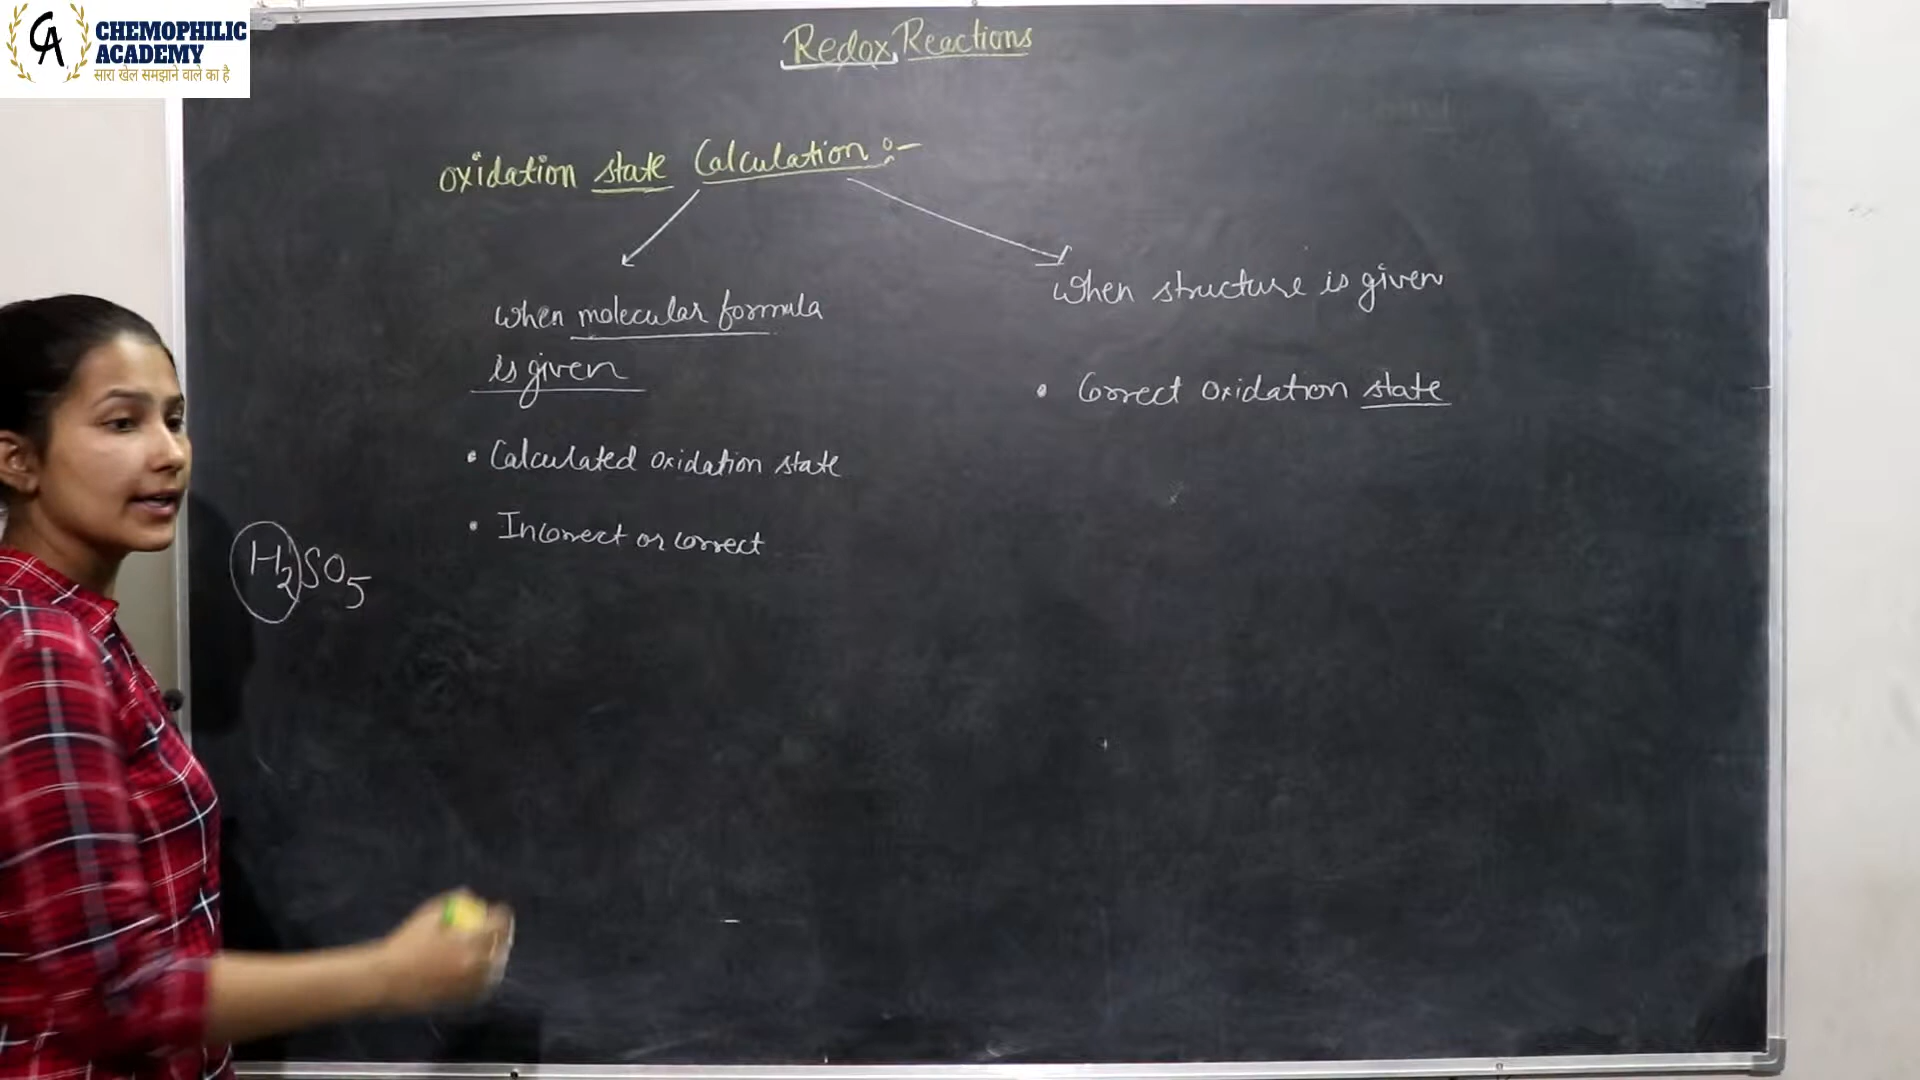 CHEMOPHILIC
ACADEMY
सारा खेल समझाने वाले का है
Redox Reactions
oxidation state Calculation :-
when molecular formula
is given
• Calculated oxidation state
• Incorrect or correct
H2SO5
When structure is given
• Correct oxidation state